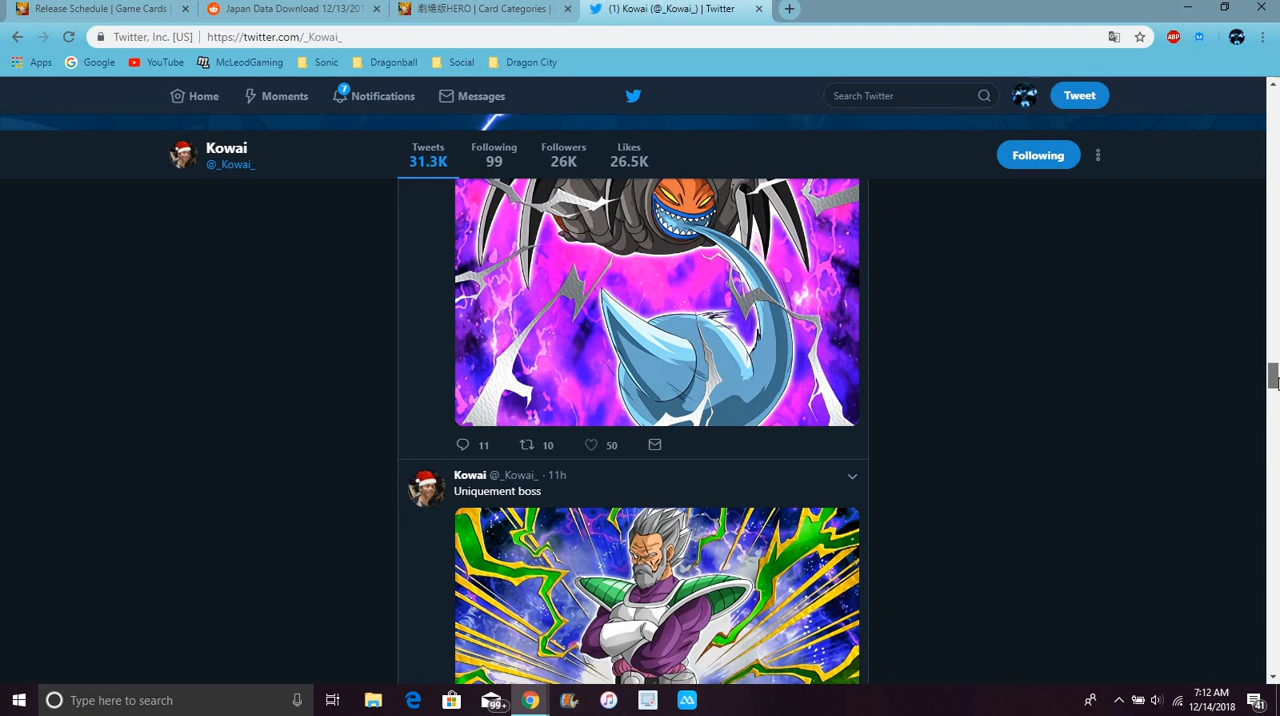 Release Schedule | Game Cards |
Japan Data Download 12/13/201
劇場版HERO | Card Categories |
(1) Kowai (@_Kowai_) | Twitter
Twitter, Inc. [US] https://twitter.com/_Kowai_
ABP
Apps Google YouTube McLeodGaming Sonic Dragonball Social Dragon City
Home Moments 7 Notifications Messages Search Twitter Tweet
Kowai
@_Kowai_
Tweets Following Followers Likes
31.3K 99 26K 26.5K
Following
11 10 50
Kowai @_Kowai_ · 11h
Uniquement boss
Type here to search
99+
7:12 AM
12/14/2018
41